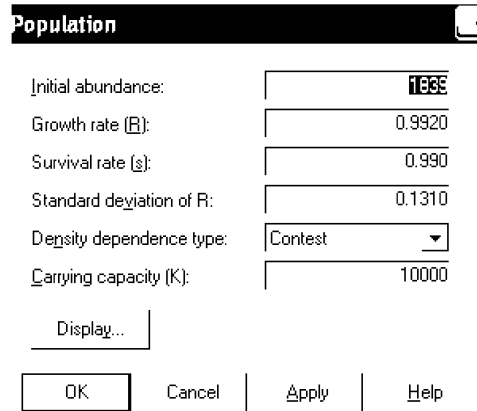 Population
Initial abundance: 1839
Growth rate (R): 0.9920
Survival rate (s): 0.990
Standard deviation of R: 0.1310
Density dependence type: Contest
Carrying capacity (K): 10000
Display...
OK Cancel Apply Help